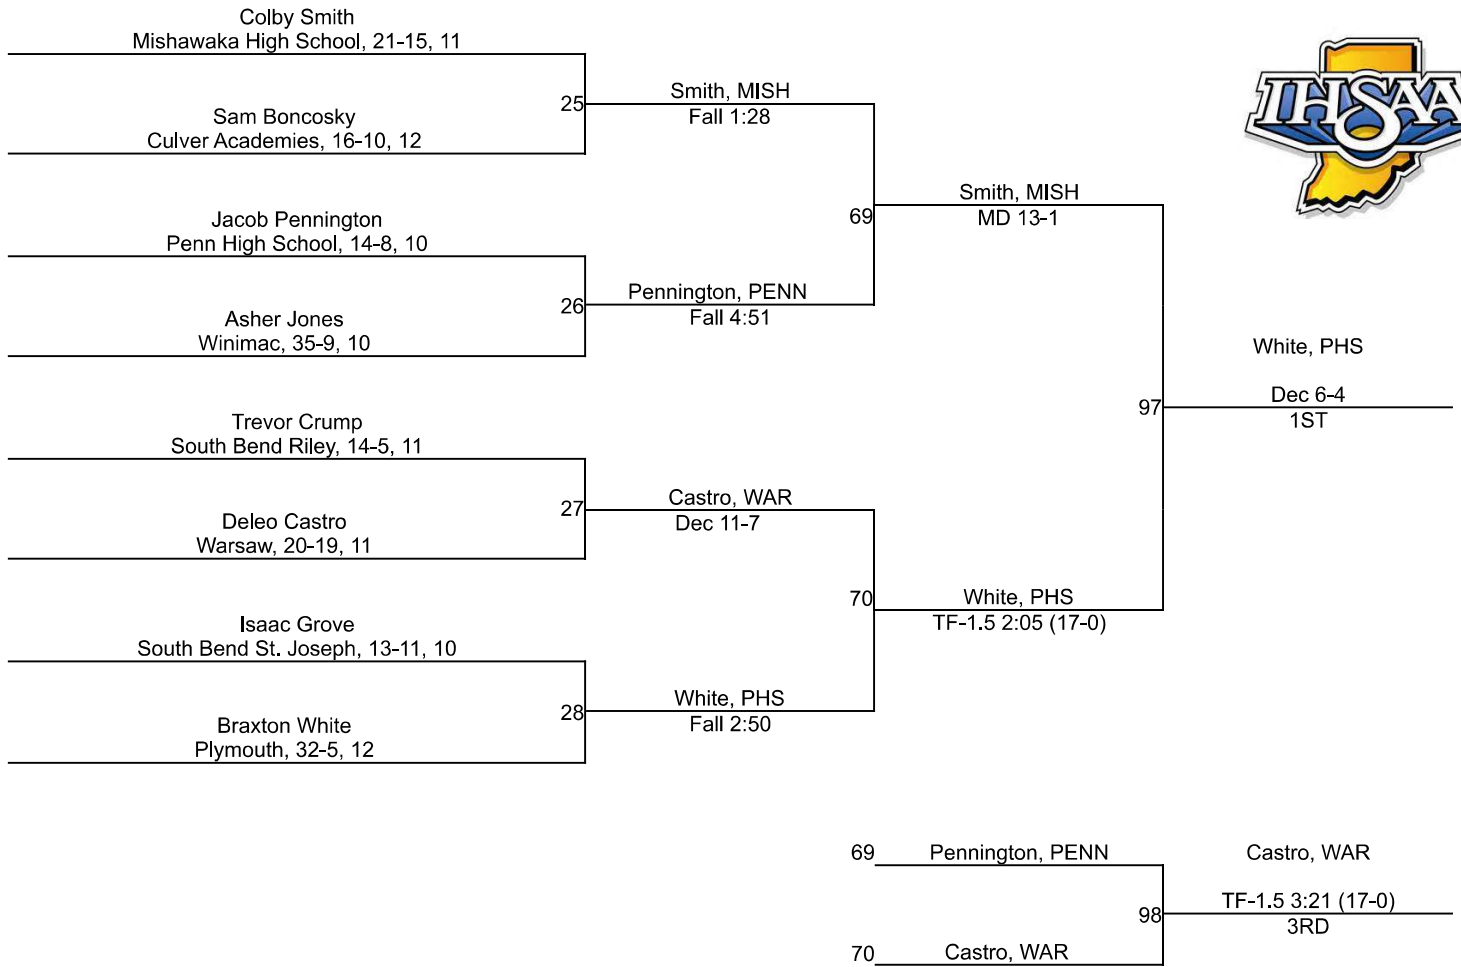 Colby Smith
Mishawaka High School, 21-15, 11
25
Smith, MISH
Fall 1:28
Sam Boncosky
Culver Academies, 16-10, 12
IHSAA
69
Smith, MISH
MD 13-1
Jacob Pennington
Penn High School, 14-8, 10
26
Pennington, PENN
Fall 4:51
Asher Jones
Winimac, 35-9, 10
97
White, PHS
Dec 6-4
1ST
Trevor Crump
South Bend Riley, 14-5, 11
27
Castro, WAR
Dec 11-7
Deleo Castro
Warsaw, 20-19, 11
70
White, PHS
TF-1.5 2:05 (17-0)
Isaac Grove
South Bend St. Joseph, 13-11, 10
28
White, PHS
Fall 2:50
Braxton White
Plymouth, 32-5, 12
69 Pennington, PENN
98
Castro, WAR
TF-1.5 3:21 (17-0)
3RD
70 Castro, WAR